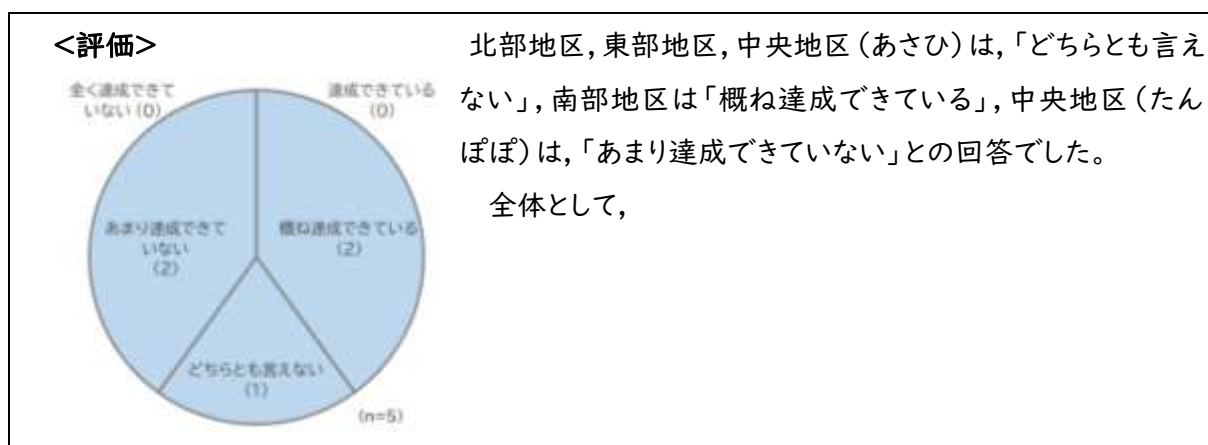 <評価>
北部地区,東部地区,中央地区(あさひ)は,「どちらとも言え
ない」,南部地区は「概ね達成できている」,中央地区(たん
ぽぽ)は,「あまり達成できていない」との回答でした。
全体として,
全く達成できて
いない(0)
達成できている
(0)
あまり達成できて
いない
(2)
概ね達成できている
(2)
どちらとも言えない
(1)
(n=5)